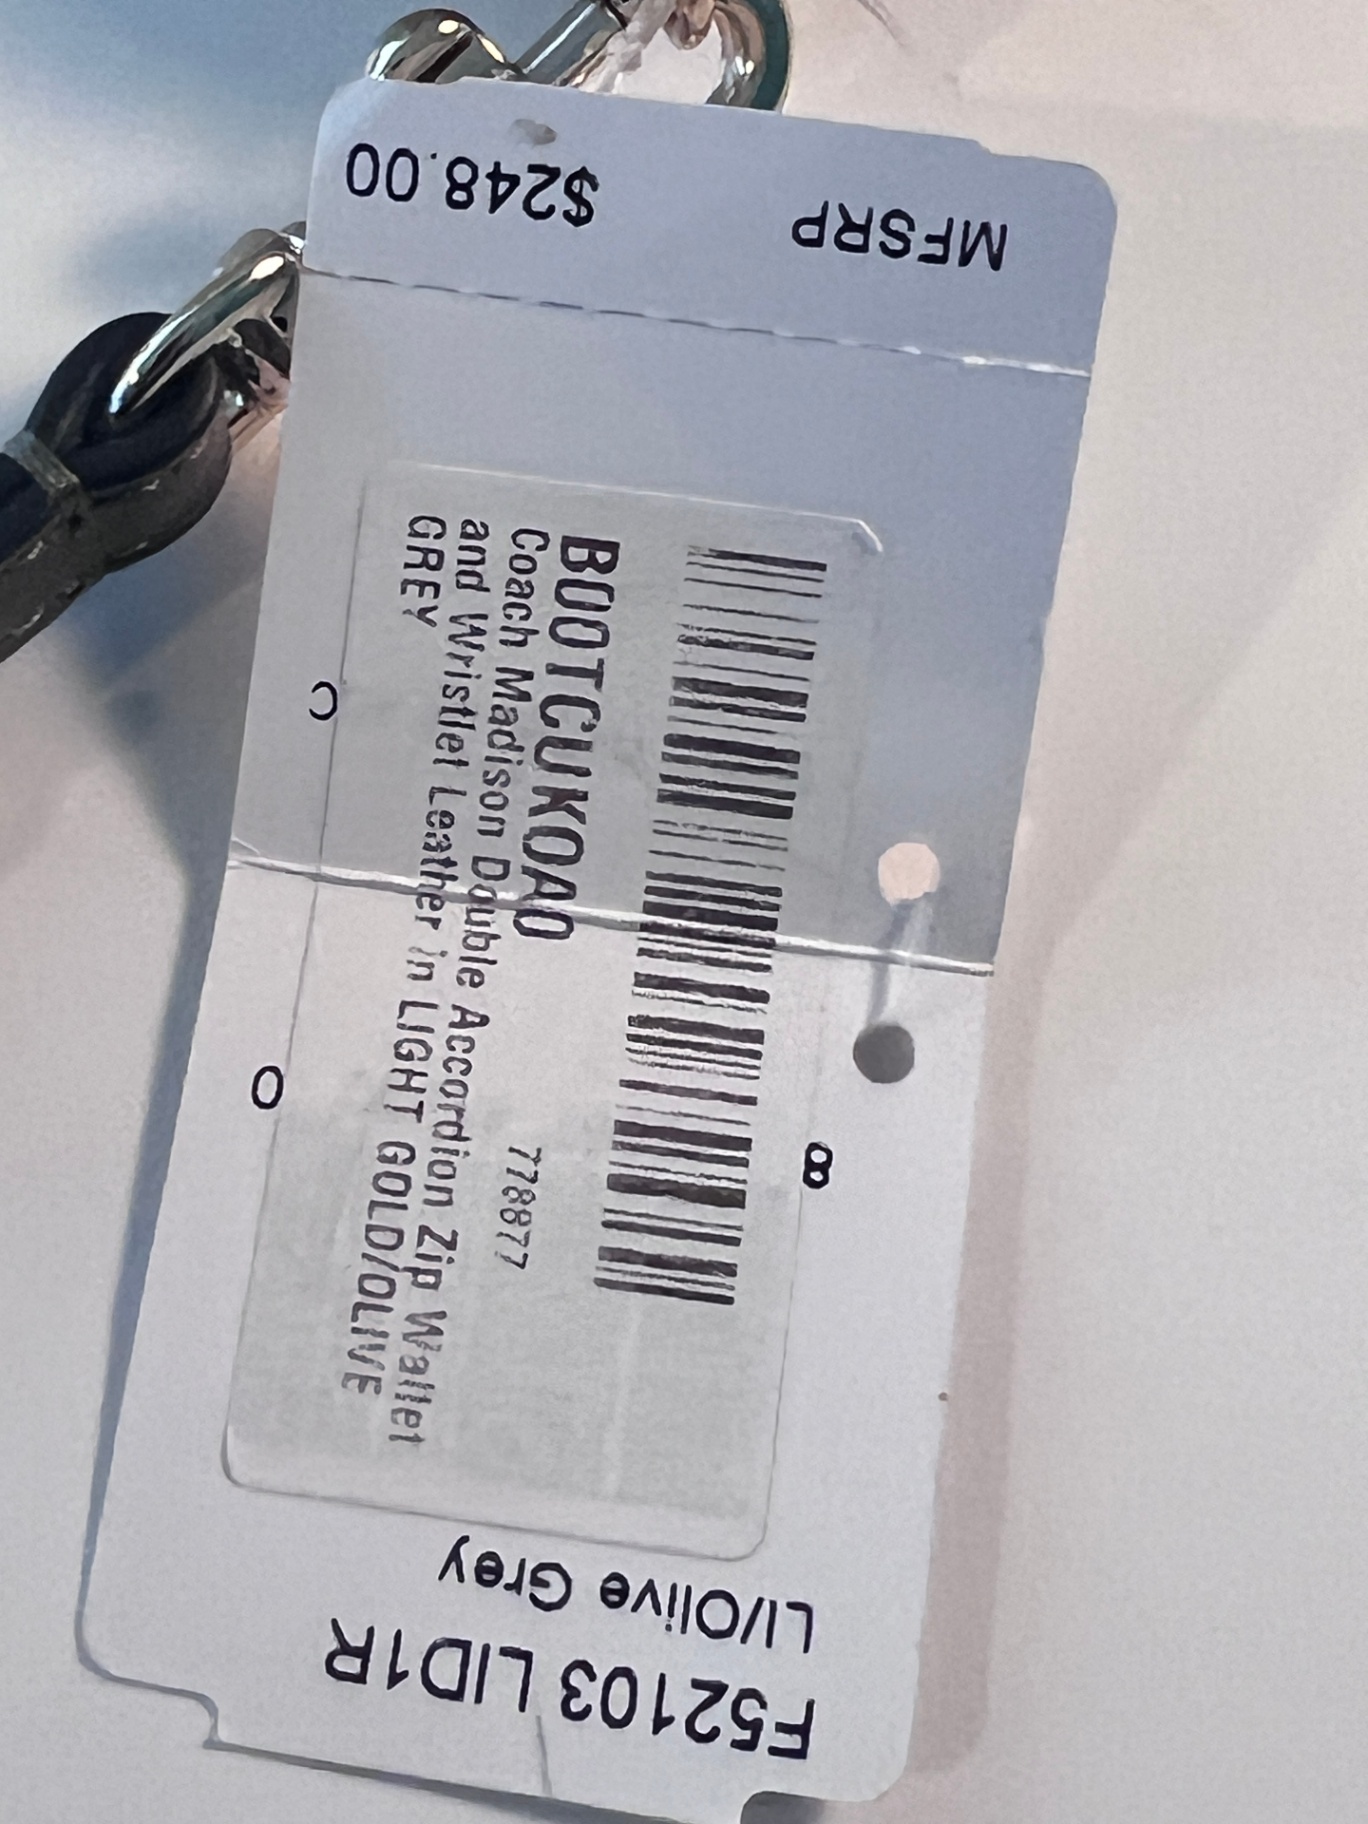 F52103 LID1R
LI/Olive Grey
B00TCUKOAO
778877
Coach Madison Double Accordion Zip Wallet
and Wristlet Leather in LIGHT GOLD/OLIVE
GREY
8
C
O
MFSRP $248.00